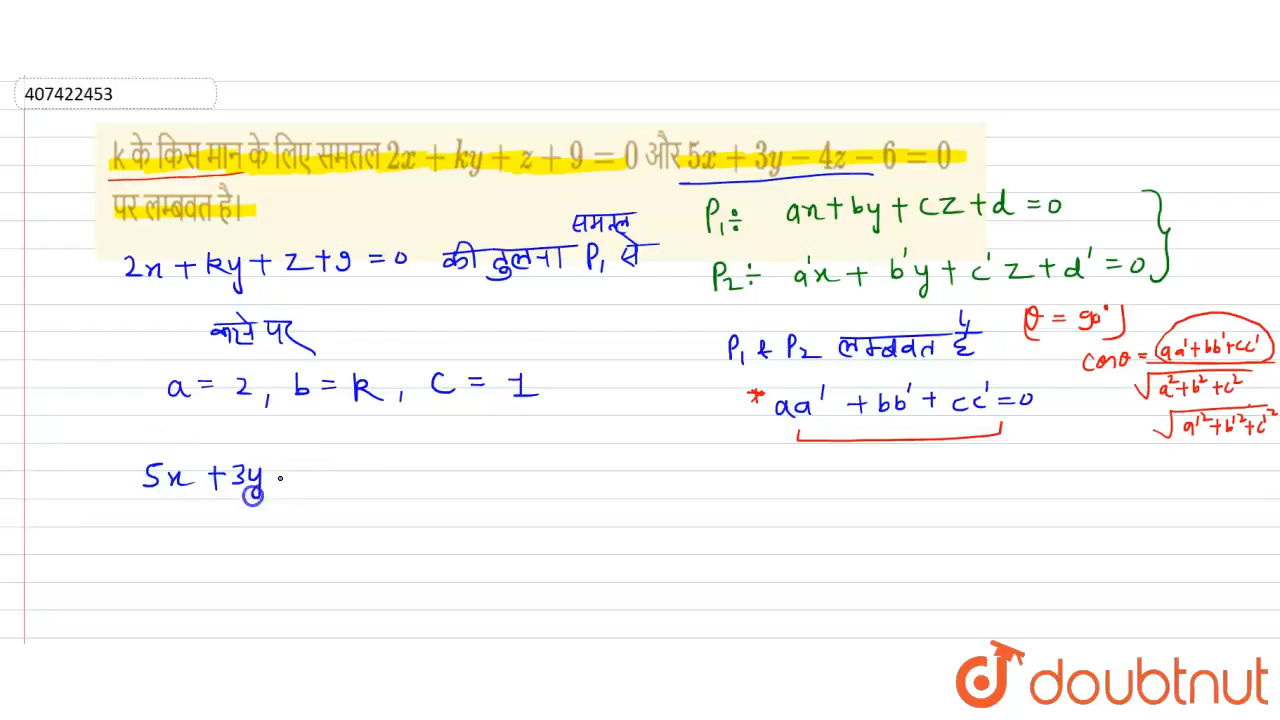 407422453
k के किस मान के लिए समतल 2x + ky + z + 9 = 0 और 5x + 3y − 4z − 6 = 0
पर लम्बवत है।
2x + ky + z + 9 = 0 की तुलना समतल P₁ से
करने पर
a = 2, b = k, c = 1
5x + 3y
P₁ ÷ ax + by + cz + d = 0
P₂ ÷ a'x + b'y + c'z + d' = 0
P₁ & P₂ लम्बवत है
* aa' + bb' + cc' = 0
[θ = 90°]
cosθ = (aa' + bb' + cc')
√a² + b² + c²
√a'² + b'² + c'²
doubtnut